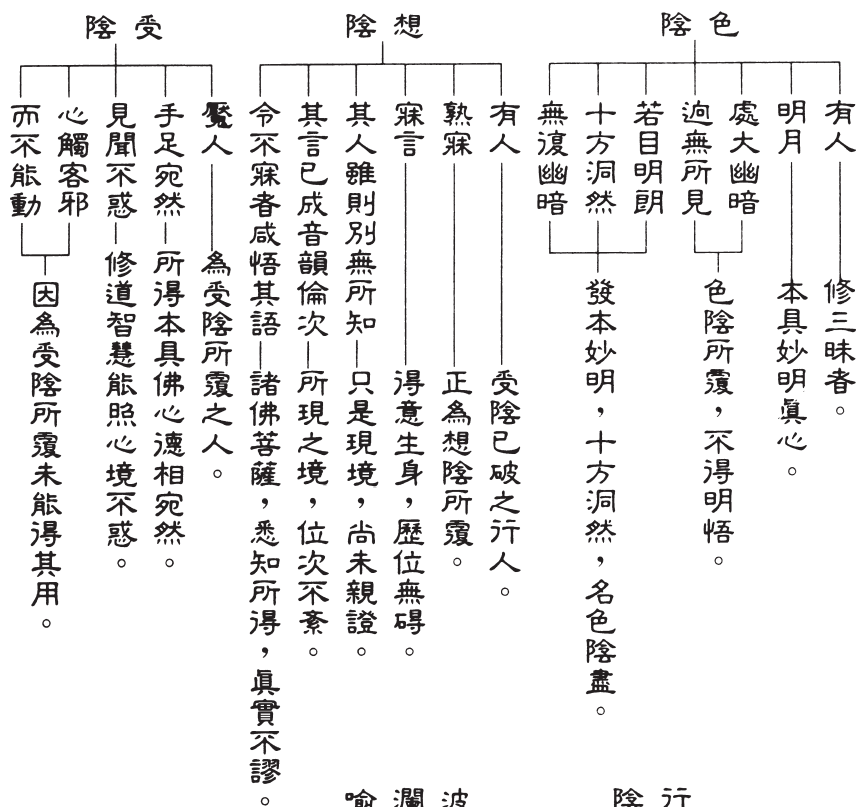 色陰
有人 修三昧者。
明月 本具妙明眞心。
處大幽暗
逈無所見
色陰所覆，不得明悟。
若目明朗
十方洞然
無復幽暗
發本妙明，十方洞然，名色陰盡。
想陰
有人 受陰已破之行人。
熟寐 正為想陰所覆。
寐言 得意生身，歷位無碍。
其人雖則別無所知 只是現境，尚未親證。
其言已成音韻倫次 所現之境，位次不紊。
令不寐者咸悟其語 諸佛菩薩，悉知所得，眞實不謬。
受陰
魘人 為受陰所覆之人。
手足宛然 所得本具佛心德相宛然。
見聞不惑 修道智慧能照心境不惑。
心觸客邪
而不能動
因為受陰所覆未能得其用。
行陰
波瀾喻